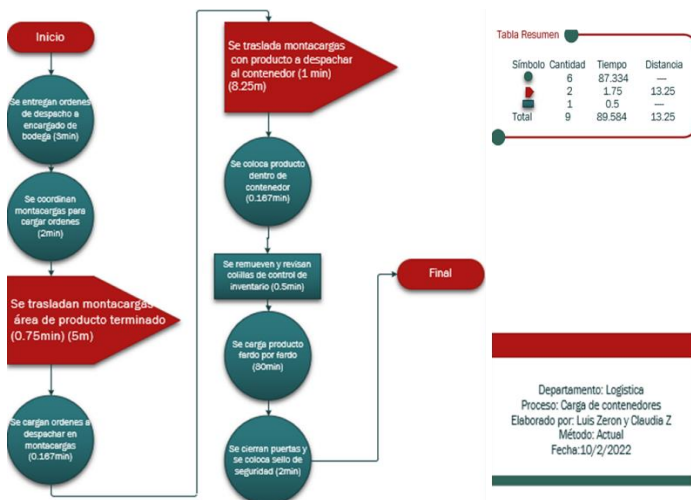 Inicio
Se entregan ordenes
de despacho a
encargado de
bodega (3min)
Se coordinan
montacargas para
cargar ordenes
(2min)
Se trasladan montacargas
área de producto terminado
(0.75min) (5m)
Se cargan ordenes a
despachar en
montacargas
(0.167min)
Se traslada montacargas
con producto a despachar
al contenedor (1 min)
(8.25m)
Se coloca producto
dentro de
contenedor
(0.167min)
Se remueven y revisan
colillas de control de
inventario (0.5min)
Se carga producto
fardo por fardo
(80min)
Se cierran puertas y
se coloca sello de
seguridad (2min)
Final
Tabla Resumen
Símbolo Cantidad Tiempo Distancia
6 87.334 —
2 1.75 13.25
1 0.5 —
Total 9 89.584 13.25
Departamento: Logistica
Proceso: Carga de contenedores
Elaborado por: Luis Zeron y Claudia Z
Método: Actual
Fecha:10/2/2022